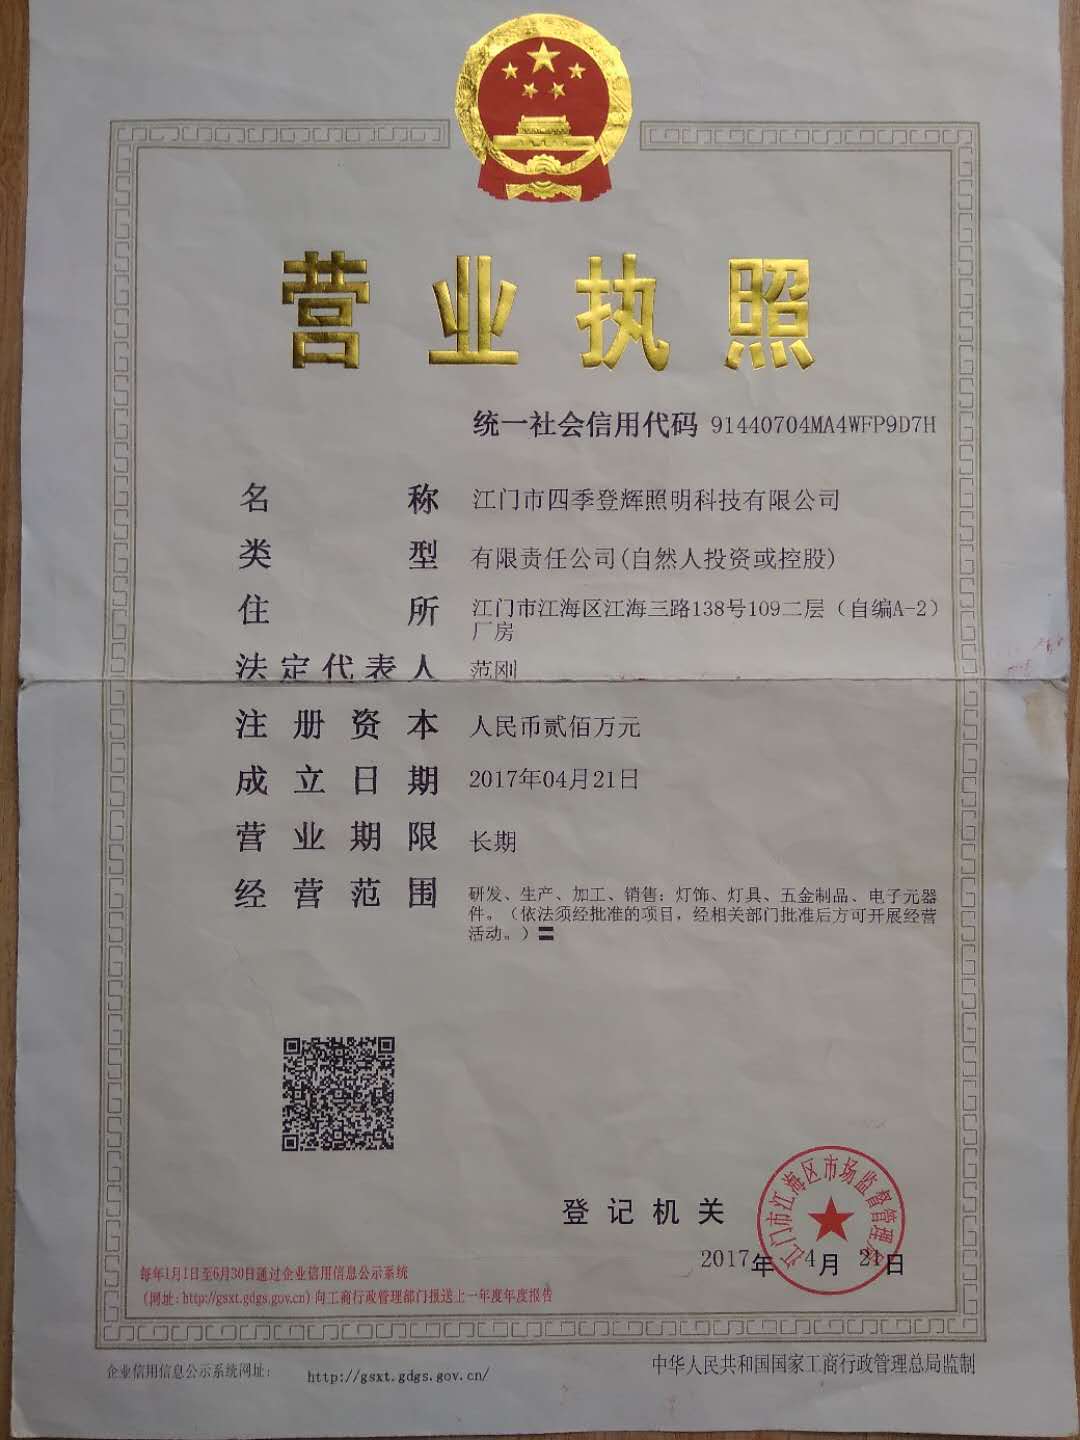 营业执照
统一社会信用代码 91440704MA4WFP9D7H
名称 江门市四季登辉照明科技有限公司
类型 有限责任公司(自然人投资或控股)
住所 江门市江海区江海三路138号109二层（自编A-2）
厂房
法定代表人 范刚
注册资本 人民币贰佰万元
成立日期 2017年04月21日
营业期限 长期
经营范围 研发、生产、加工、销售：灯饰、灯具、五金制品、电子元器
件。（依法须经批准的项目，经相关部门批准后方可开展经营
活动。）〓
登记机关
江门市江海区市场监督管理局
2017年 4月 21日
每年1月1日至6月30日通过企业信用信息公示系统
（网址：http://gsxt.gdgs.gov.cn）向工商行政管理部门报送上一年度年度报告
企业信用信息公示系统网址： http://gsxt.gdgs.gov.cn/
中华人民共和国国家工商行政管理总局监制